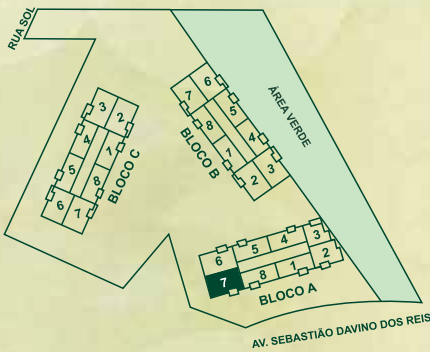 RUA SOL
ÁREA VERDE
3 2
4 7
5 8
6 7
BLOCO C
7 6
8 5
1 4
2 3
BLOCO B
6 5 4 3
7 8 1 2
BLOCO A
AV. SEBASTIÃO DAVINO DOS REIS